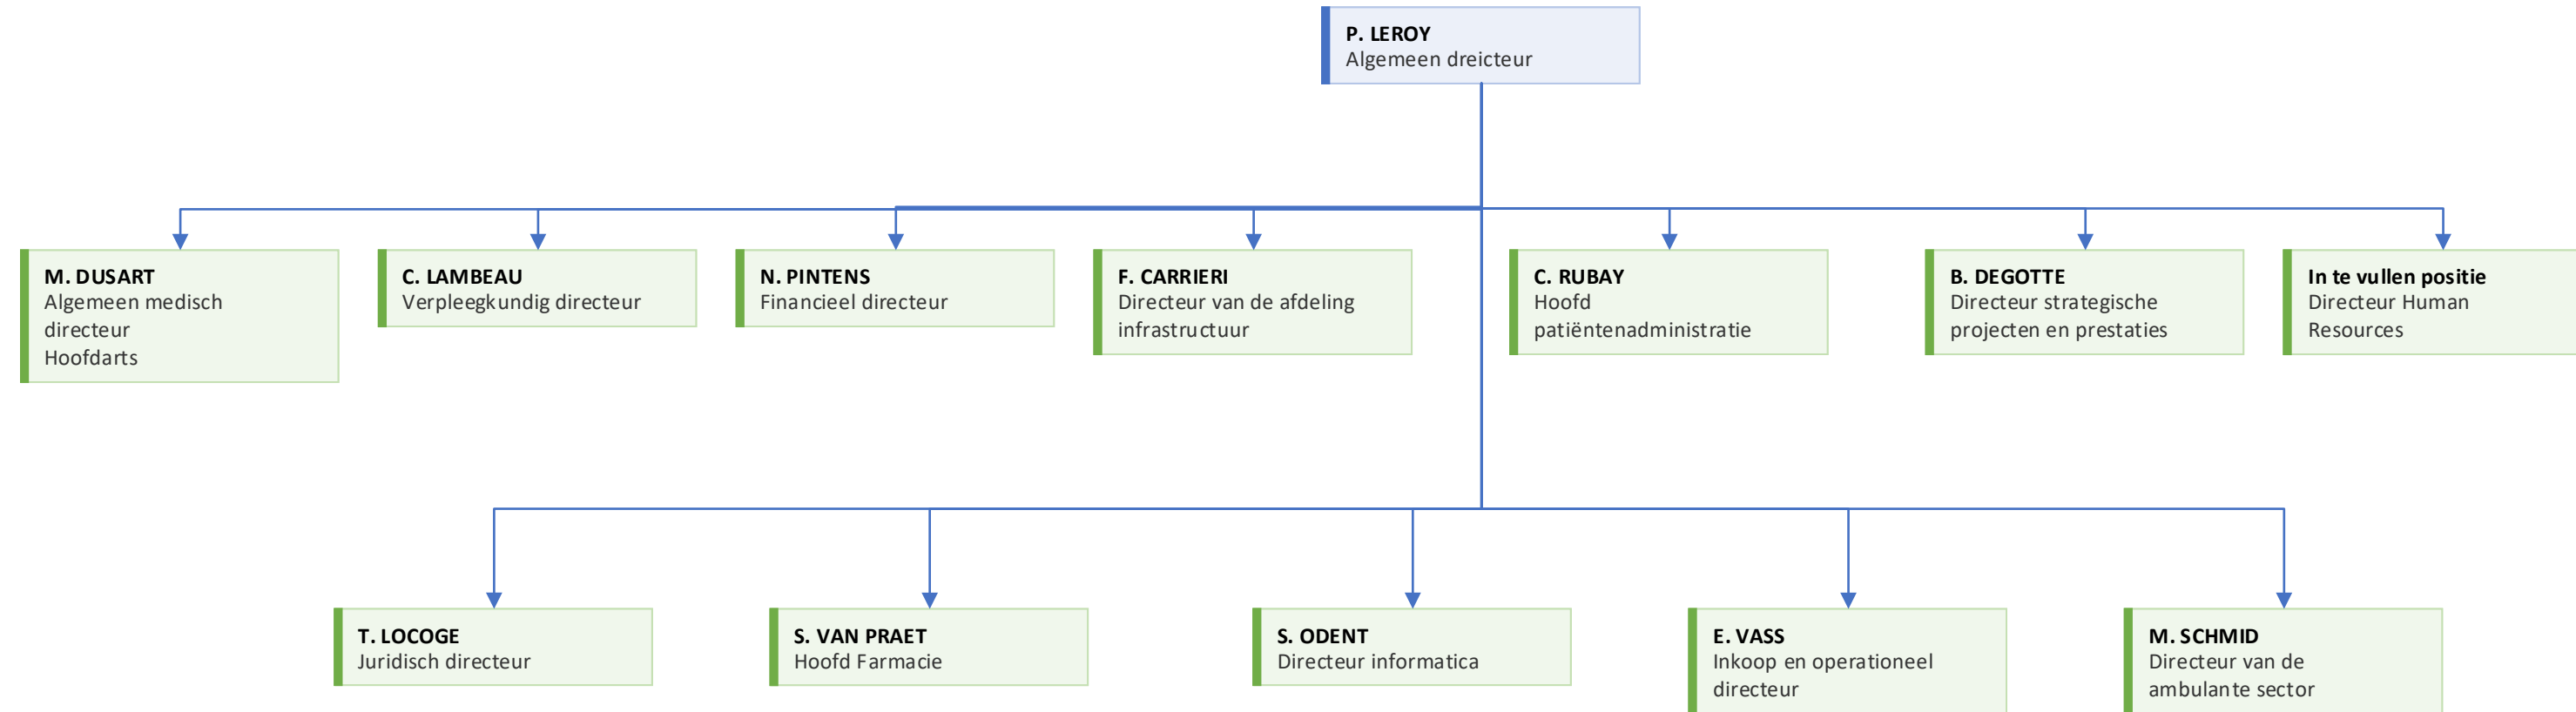 P. LEROY
Algemeen dreicteur
M. DUSART
Algemeen medisch
directeur
Hoofdarts
C. LAMBEAU
Verpleegkundig directeur
N. PINTENS
Financieel directeur
F. CARRIERI
Directeur van de afdeling
infrastructuur
C. RUBAY
Hoofd
patiëntenadministratie
B. DEGOTTE
Directeur strategische
projecten en prestaties
In te vullen positie
Directeur Human
Resources
T. LOCOGE
Juridisch directeur
S. VAN PRAET
Hoofd Farmacie
S. ODENT
Directeur informatica
E. VASS
Inkoop en operationeel
directeur
M. SCHMID
Directeur van de
ambulante sector